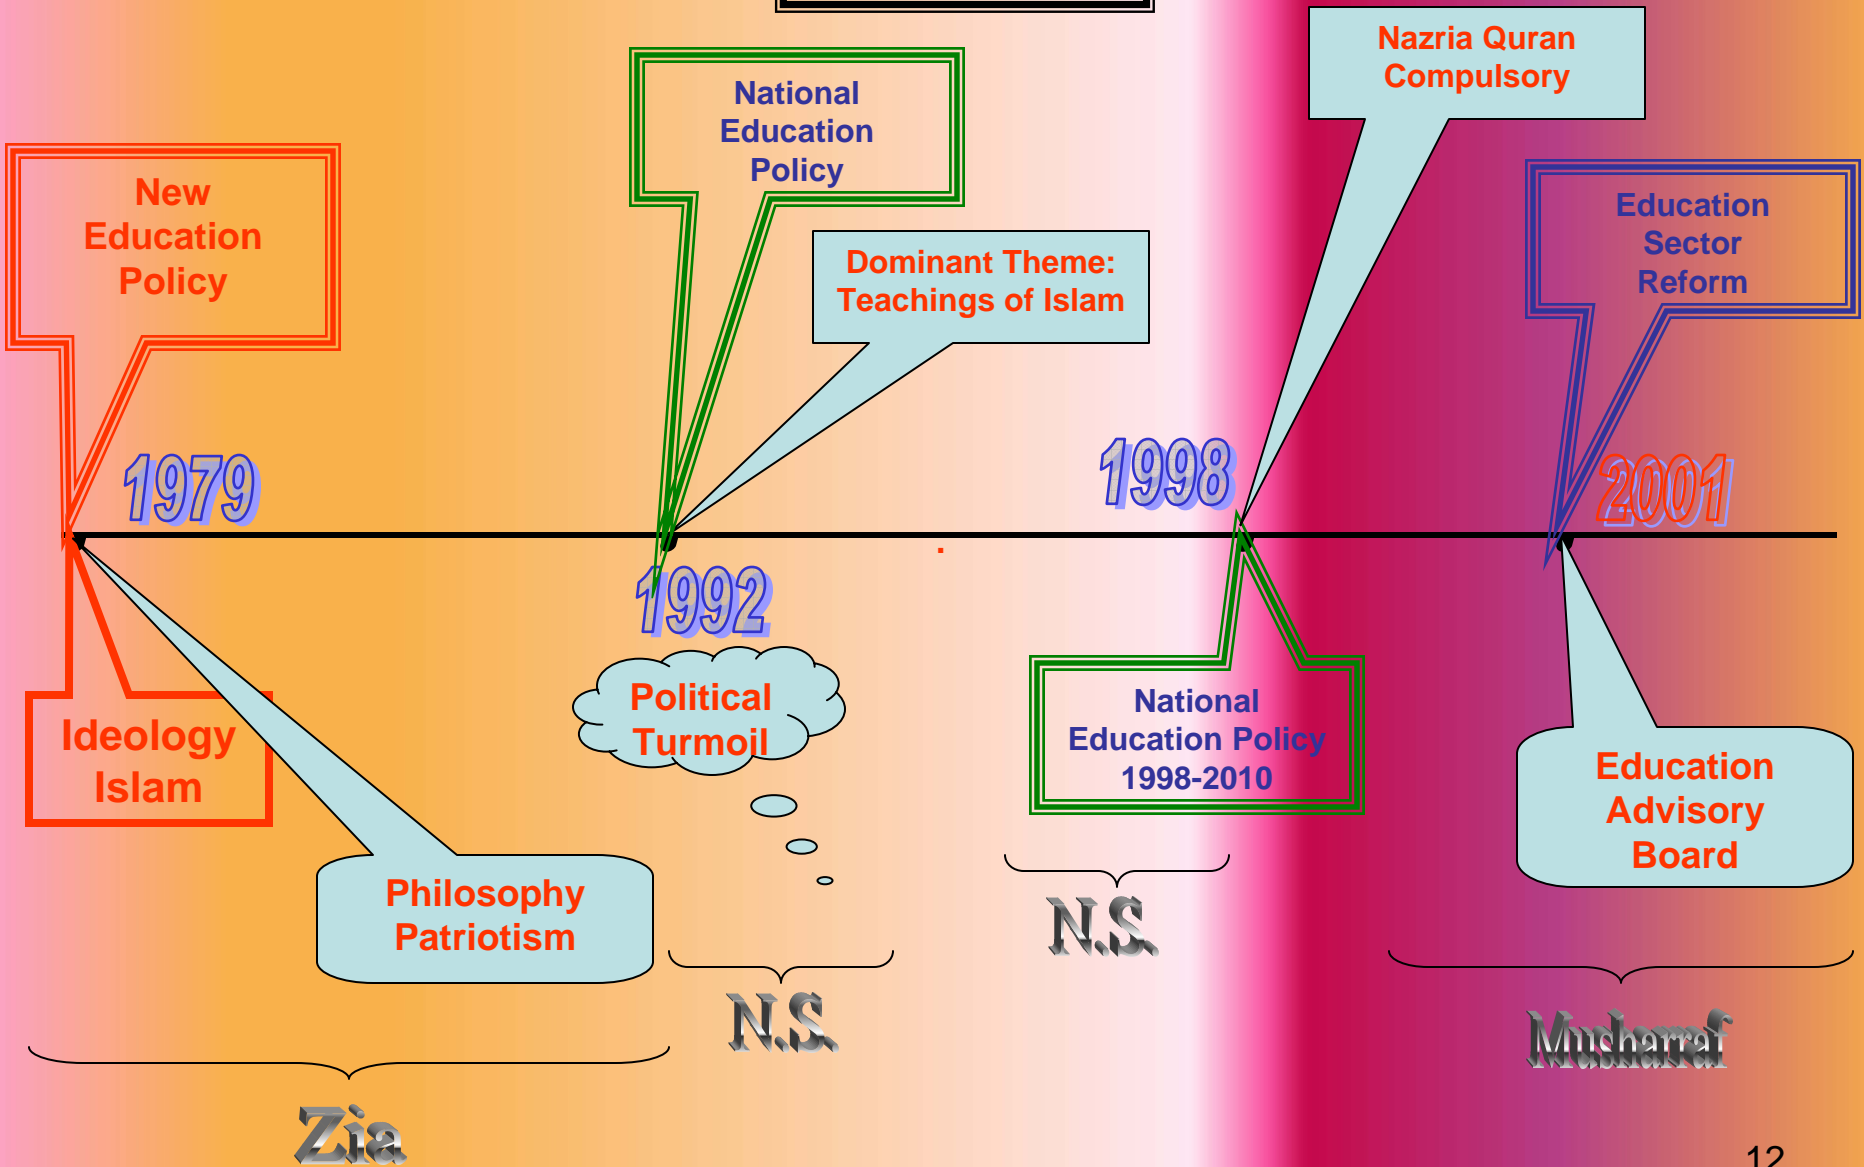 Nazria Quran
Compulsory
National
Education
Policy
New
Education
Policy
Education
Sector
Reform
Dominant Theme:
Teachings of Islam
1979
1998
2001
.
1992
Political
Turmoil
Ideology
Islam
National
Education Policy
1998-2010
Education
Advisory
Board
Philosophy
Patriotism
N.S.
N.S.
Musharraf
Zia
12